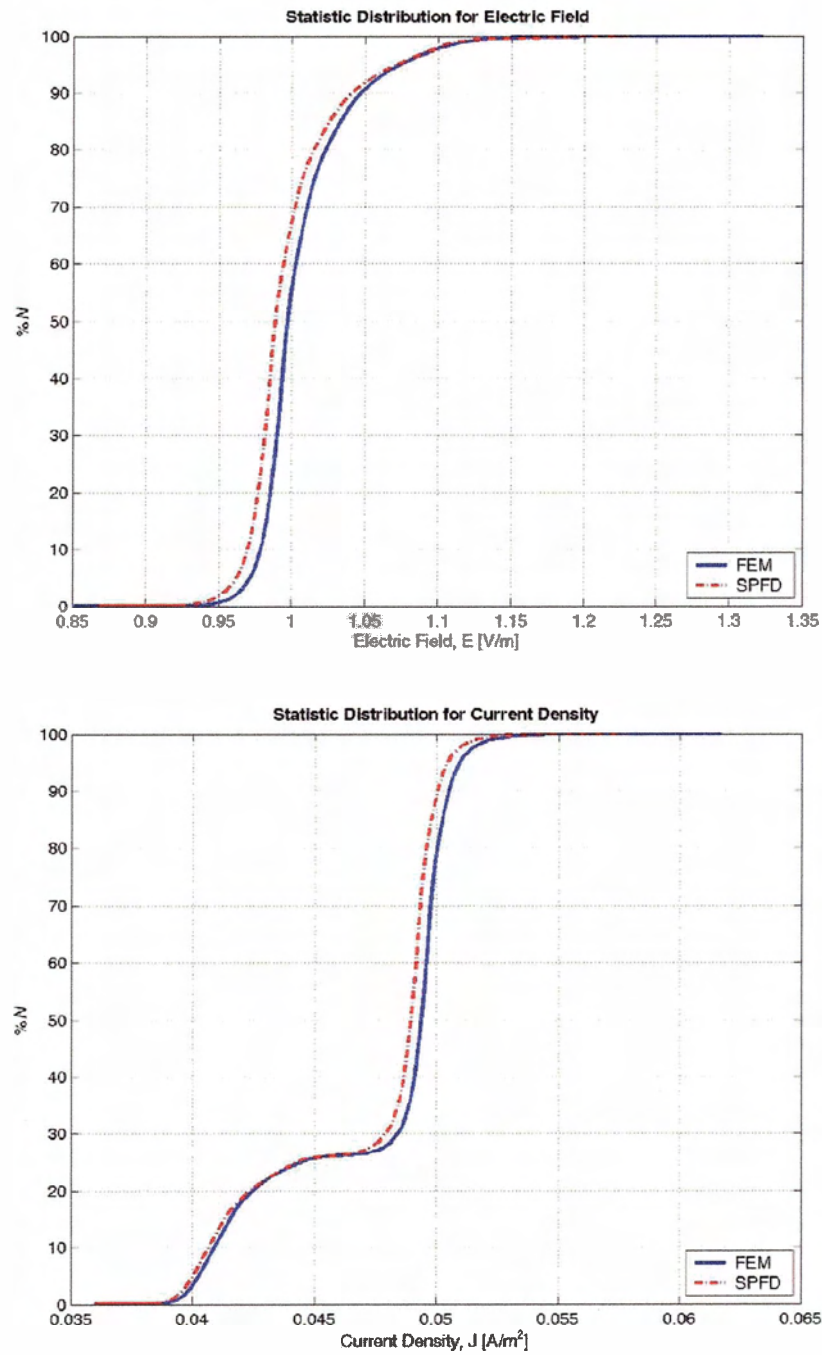 Statistic Distribution for Electric Field
100
90
80
70
60
50
40
30
20
10
0
% N
FEM
SPFD
0.85 0.9 0.95 1 1.05 1.1 1.15 1.2 1.25 1.3 1.35
Electric Field, E [V/m]
Statistic Distribution for Current Density
100
90
80
70
60
50
40
30
20
10
0
% N
FEM
SPFD
0.035 0.04 0.045 0.05 0.055 0.06 0.065
Current Density, J [A/m²]